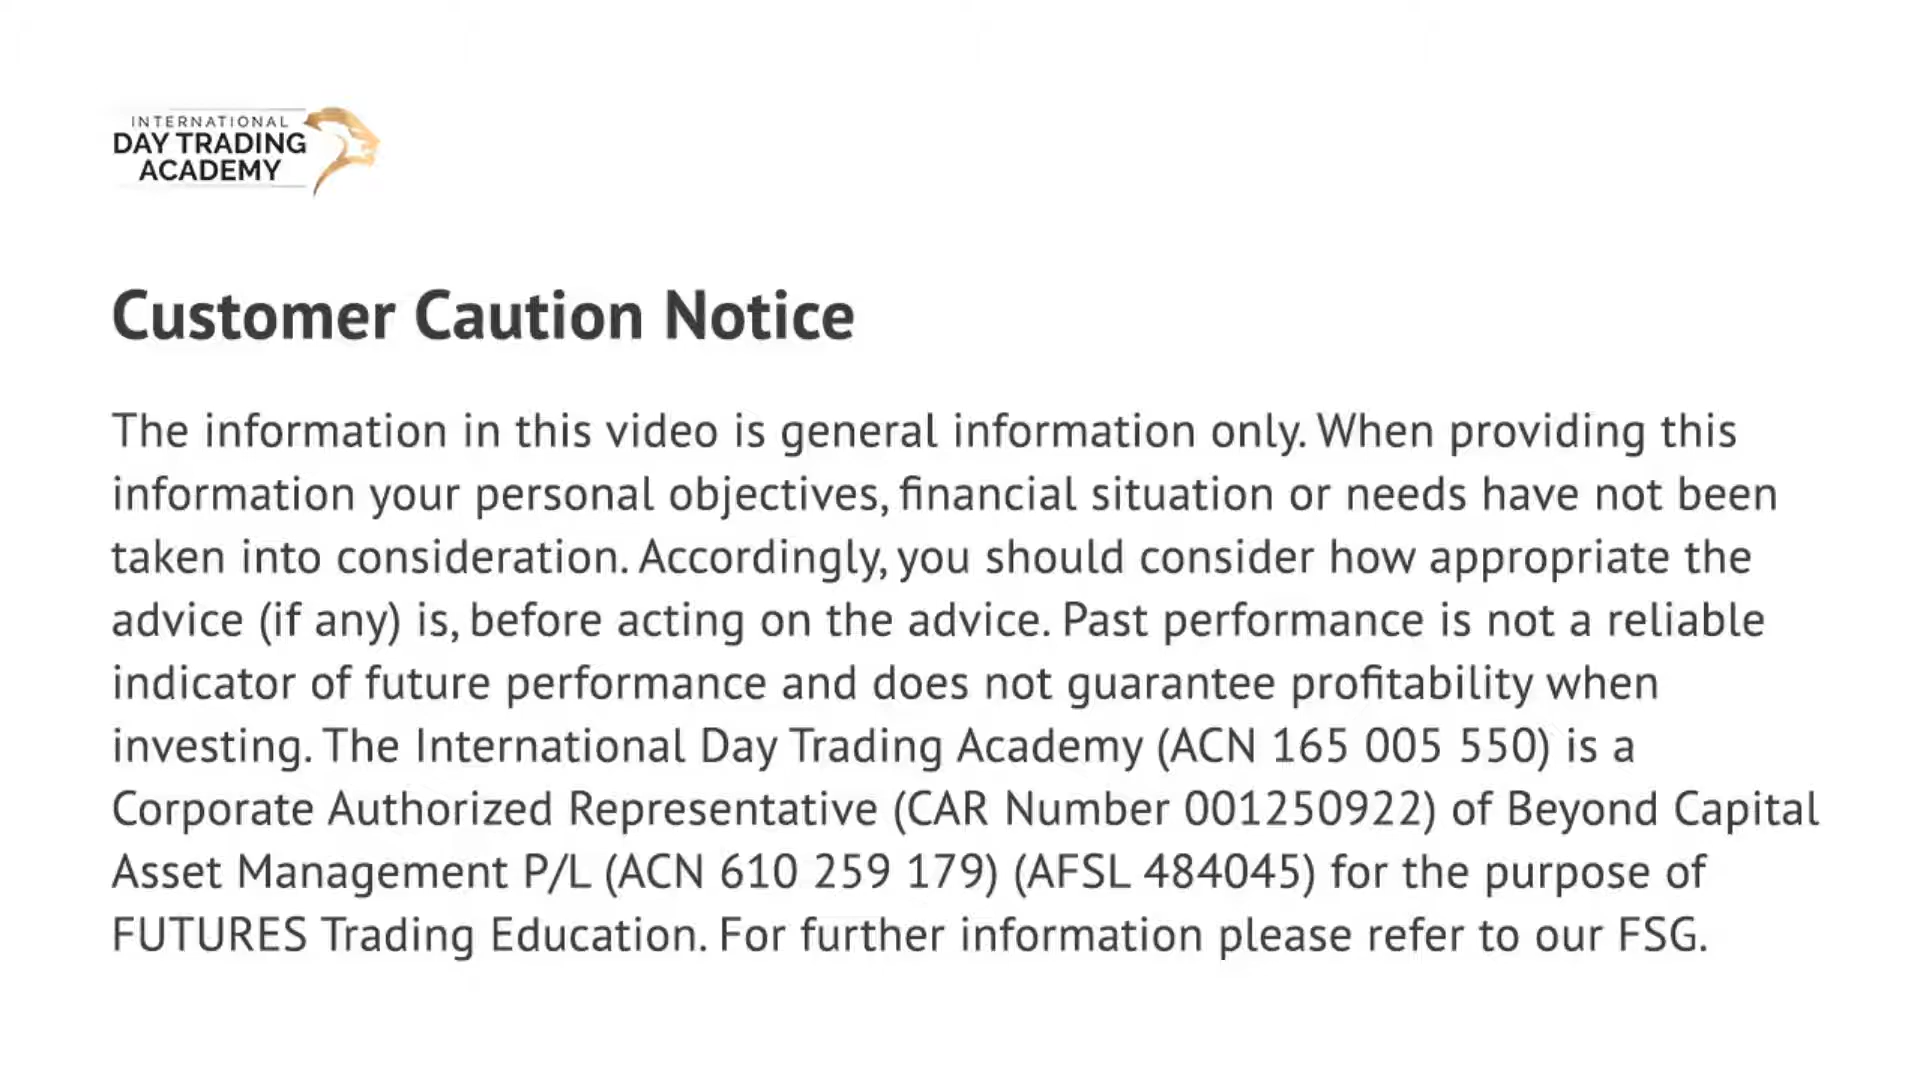 INTERNATIONAL
DAY TRADING
ACADEMY
Customer Caution Notice
The information in this video is general information only. When providing this
information your personal objectives, financial situation or needs have not been
taken into consideration. Accordingly, you should consider how appropriate the
advice (if any) is, before acting on the advice. Past performance is not a reliable
indicator of future performance and does not guarantee profitability when
investing. The International Day Trading Academy (ACN 165 005 550) is a
Corporate Authorized Representative (CAR Number 001250922) of Beyond Capital
Asset Management P/L (ACN 610 259 179) (AFSL 484045) for the purpose of
FUTURES Trading Education. For further information please refer to our FSG.